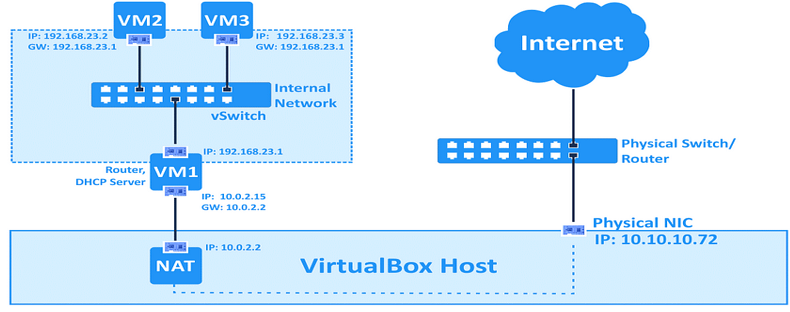 VM2
VM3
Internet
IP: 192.168.23.2
GW: 192.168.23.1
IP: 192.168.23.3
GW: 192.168.23.1
Internal
Network
vSwitch
Physical Switch/
Router
IP: 192.168.23.1
Router,
DHCP Server
VM1
IP: 10.0.2.15
GW: 10.0.2.2
Physical NIC
IP: 10.10.10.72
IP: 10.0.2.2
NAT
VirtualBox Host